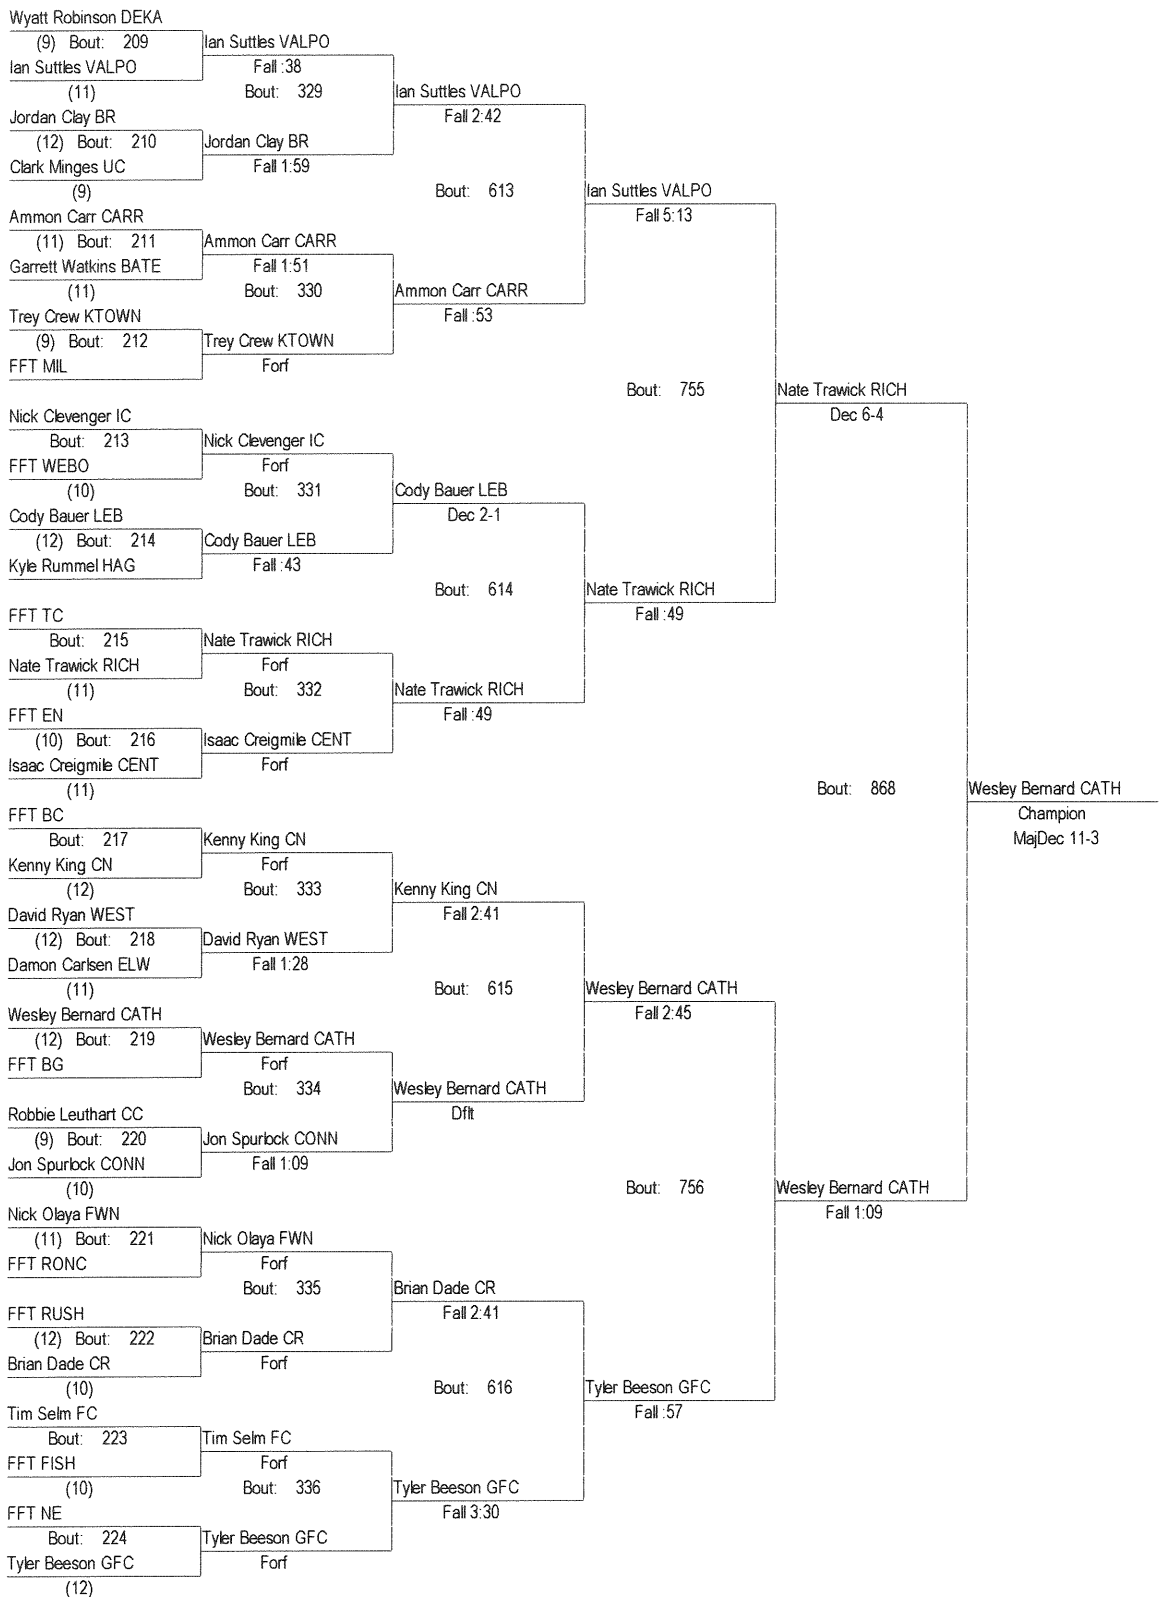 Wyatt Robinson DEKA
(9) Bout: 209
Ian Suttles VALPO
Ian Suttles VALPO
Fall :38
(11)
Bout: 329
Ian Suttles VALPO
Fall 2:42
Jordan Clay BR
(12) Bout: 210
Jordan Clay BR
Clark Minges UC
Fall 1:59
(9)
Bout: 613
Ian Suttles VALPO
Fall 5:13
Ammon Carr CARR
(11) Bout: 211
Ammon Carr CARR
Garrett Watkins BATE
Fall 1:51
(11)
Bout: 330
Ammon Carr CARR
Fall :53
Trey Crew KTOWN
(9) Bout: 212
Trey Crew KTOWN
FFT MIL
Forf
Bout: 755
Nate Trawick RICH
Dec 6-4
Nick Clevenger IC
Bout: 213
Nick Clevenger IC
FFT WEBO
Forf
(10)
Bout: 331
Cody Bauer LEB
Dec 2-1
Cody Bauer LEB
(12) Bout: 214
Cody Bauer LEB
Kyle Rummel HAG
Fall :43
Bout: 614
Nate Trawick RICH
Fall :49
FFT TC
Bout: 215
Nate Trawick RICH
Nate Trawick RICH
Forf
(11)
Bout: 332
Nate Trawick RICH
Fall :49
FFT EN
(10) Bout: 216
Isaac Creigmile CENT
Isaac Creigmile CENT
Forf
(11)
Bout: 868
Wesley Bernard CATH
Champion
MajDec 11-3
FFT BC
Bout: 217
Kenny King CN
Kenny King CN
Forf
(12)
Bout: 333
Kenny King CN
Fall 2:41
David Ryan WEST
(12) Bout: 218
David Ryan WEST
Damon Carlsen ELW
Fall 1:28
(11)
Bout: 615
Wesley Bernard CATH
Fall 2:45
Wesley Bernard CATH
(12) Bout: 219
Wesley Bernard CATH
FFT BG
Forf
Bout: 334
Wesley Bernard CATH
Dflt
Robbie Leuthart CC
(9) Bout: 220
Jon Spurlock CONN
Jon Spurlock CONN
Fall 1:09
(10)
Bout: 756
Wesley Bernard CATH
Fall 1:09
Nick Olaya FWN
(11) Bout: 221
Nick Olaya FWN
FFT RONC
Forf
Bout: 335
Brian Dade CR
Fall 2:41
FFT RUSH
(12) Bout: 222
Brian Dade CR
Brian Dade CR
Forf
(10)
Bout: 616
Tyler Beeson GFC
Fall :57
Tim Selm FC
Bout: 223
Tim Selm FC
FFT FISH
Forf
(10)
Bout: 336
Tyler Beeson GFC
Fall 3:30
FFT NE
Bout: 224
Tyler Beeson GFC
Tyler Beeson GFC
Forf
(12)